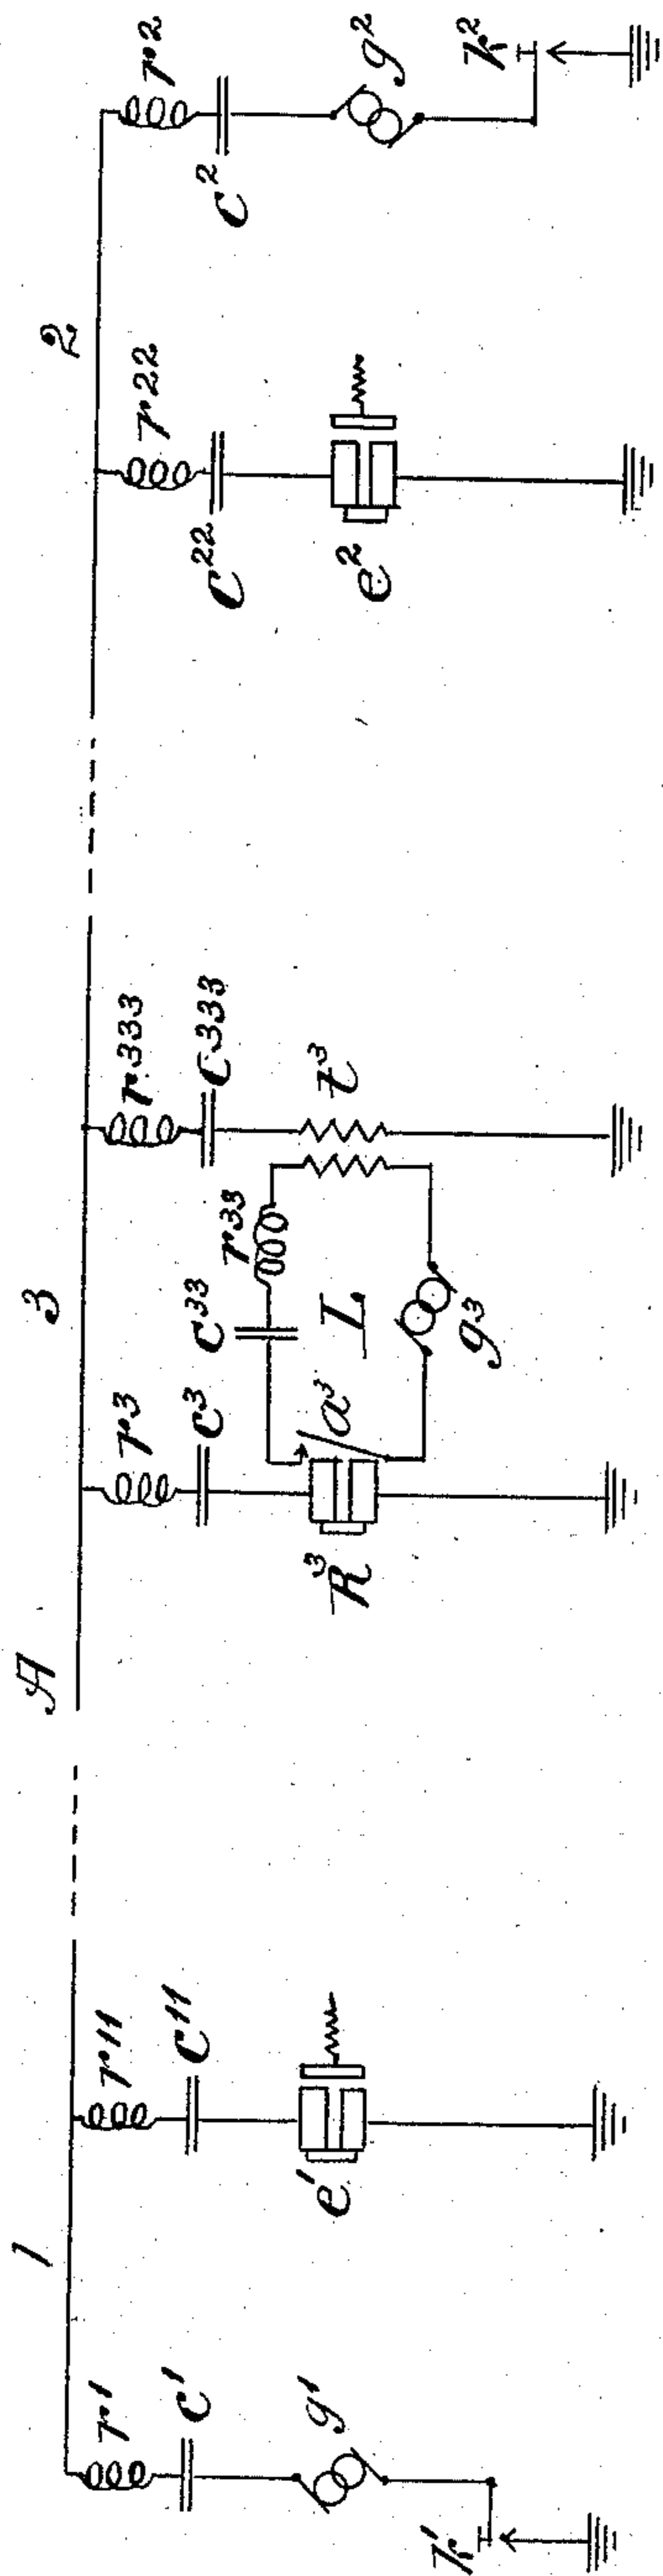 1 A 3 2
r¹ r¹¹ r³ r³³³ r²² r²
c¹ c¹¹ c³ c³³ r³³ c³³³ c²² c²
g¹ e¹ R³ a³ L t³ e² g²
g³
k¹ k²